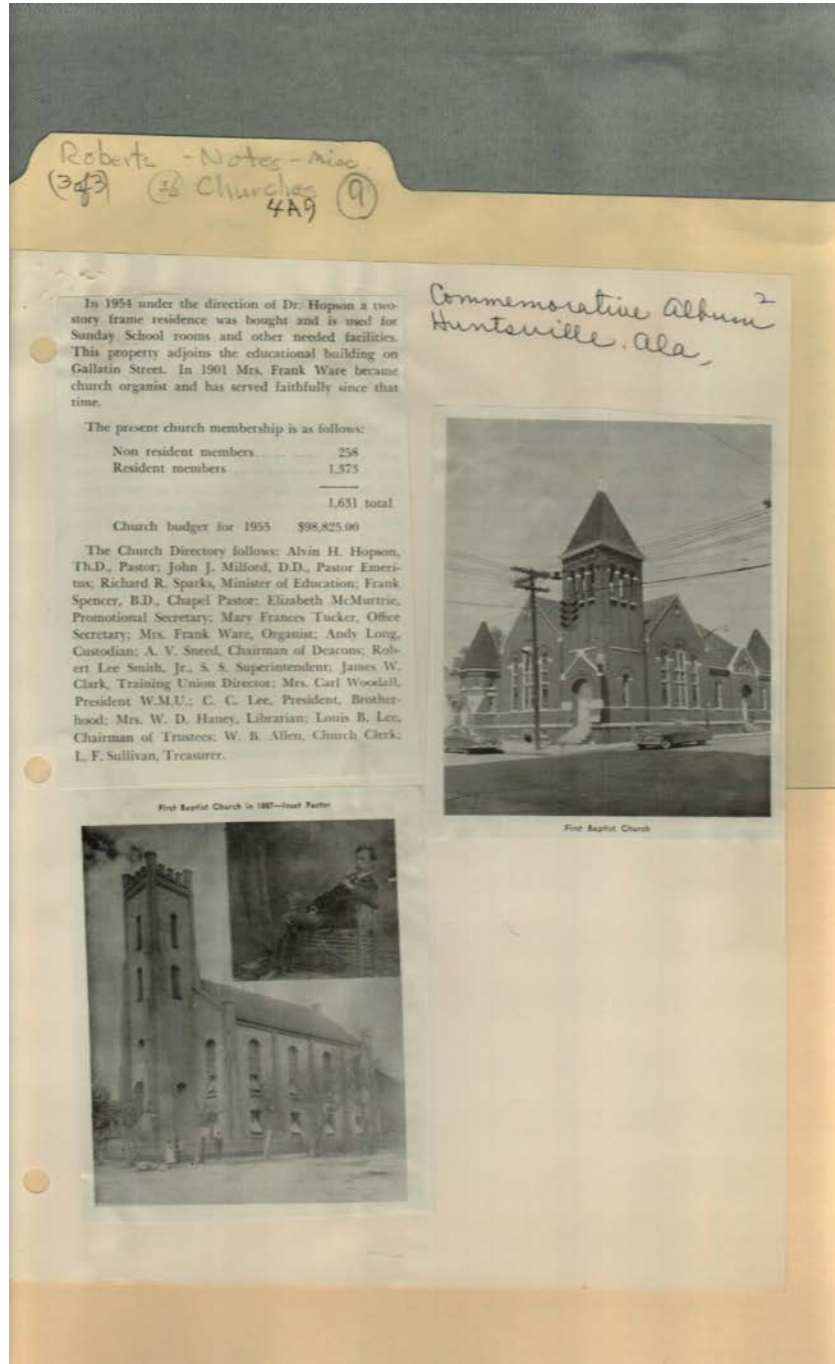 Roberts - Notes - misc.
(3 of 3) Churches 9
4A9
Commemorative Album 2
Huntsville. Ala,
In 1954 under the direction of Dr. Hopson a two-
story frame residence was bought and is used for
Sunday School rooms and other needed facilities.
This property adjoins the educational building on
Gallatin Street. In 1901 Mrs. Frank Ware became
church organist and has served faithfully since that
time.
The present church membership is as follows:
Non resident members 258
Resident members 1,373
1,631 total
Church budget for 1955 $98,825.00
The Church Directory follows: Alvin H. Hopson,
Th.D., Pastor; John J. Milford, D.D., Pastor Emeri-
tus; Richard R. Sparks, Minister of Education; Frank
Spencer, B.D., Chapel Pastor; Elizabeth McMurtrie,
Promotional Secretary; Mary Frances Tucker, Office
Secretary; Mrs. Frank Ware, Organist; Andy Long,
Custodian; A. V. Sneed, Chairman of Deacons; Rob-
ert Lee Smith, Jr., S. S. Superintendent; James W.
Clark, Training Union Director; Mrs. Carl Woodall,
President W.M.U.; C. C. Lee, President, Brother-
hood; Mrs. W. D. Haney, Librarian; Louis B. Lee,
Chairman of Trustees; W. B. Allen, Church Clerk;
L. F. Sullivan, Treasurer.
First Baptist Church
First Baptist Church in 1887—Inset Pastor